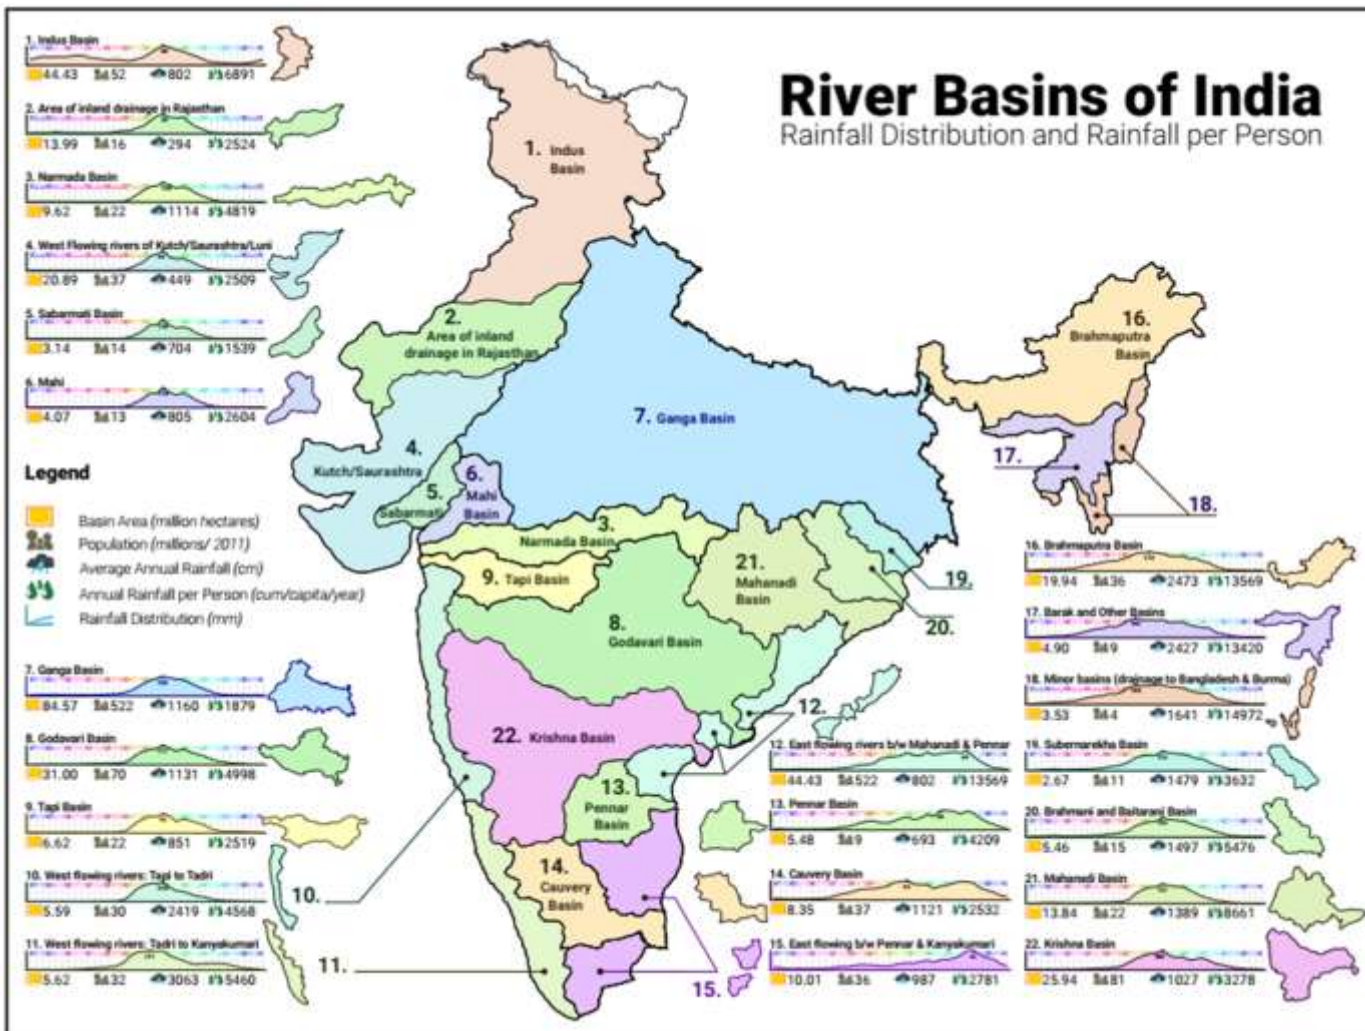 River Basins of India
Rainfall Distribution and Rainfall per Person
1. Indus Basin
44.43 52 802 6891
2. Area of inland drainage in Rajasthan
13.99 16 294 2524
3. Narmada Basin
9.62 22 1114 4819
4. West Flowing rivers of Kutch/Saurashtra/Luni
20.89 37 449 2509
5. Sabarmati Basin
3.14 14 704 1539
6. Mahi
4.07 13 805 2604
Legend
Basin Area (million hectares)
Population (millions/ 2011)
Average Annual Rainfall (cm)
Annual Rainfall per Person (cum/capita/year)
Rainfall Distribution (mm)
7. Ganga Basin
84.57 522 1160 1879
8. Godavari Basin
31.00 70 1131 4998
9. Tapi Basin
6.62 22 851 2519
10. West flowing rivers: Tapi to Tadri
5.59 30 2419 4568
11. West flowing rivers: Tadri to Kanyakumari
5.62 32 3063 5460
1. Indus
Basin
2.
Area of inland
drainage in Rajasthan
16.
Brahmaputra
Basin
7. Ganga Basin
4.
Kutch/Saurashtra
5.
Sabarmati
6.
Mahi
Basin
17.
18.
3.
Narmada Basin
9. Tapi Basin
21.
Mahanadi
Basin
19.
20.
8.
Godavari Basin
12.
22. Krishna Basin
13.
Pennar
Basin
14.
Cauvery
Basin
10.
11.
15.
12. East flowing rivers b/w Mahanadi & Pennar
44.43 522 802 13569
13. Pennar Basin
5.48 9 693 4209
14. Cauvery Basin
8.35 37 1121 2532
15. East flowing b/w Pennar & Kanyakumari
10.01 36 987 2781
16. Brahmaputra Basin
19.94 36 2473 13569
17. Barak and Other Basins
4.90 9 2427 13420
18. Minor basins (drainage to Bangladesh & Burma)
3.53 4 1641 14972
19. Subernarekha Basin
2.67 11 1479 3632
20. Brahmani and Baitarani Basin
5.46 15 1497 5476
21. Mahanadi Basin
13.84 22 1389 8661
22. Krishna Basin
25.94 81 1027 3278